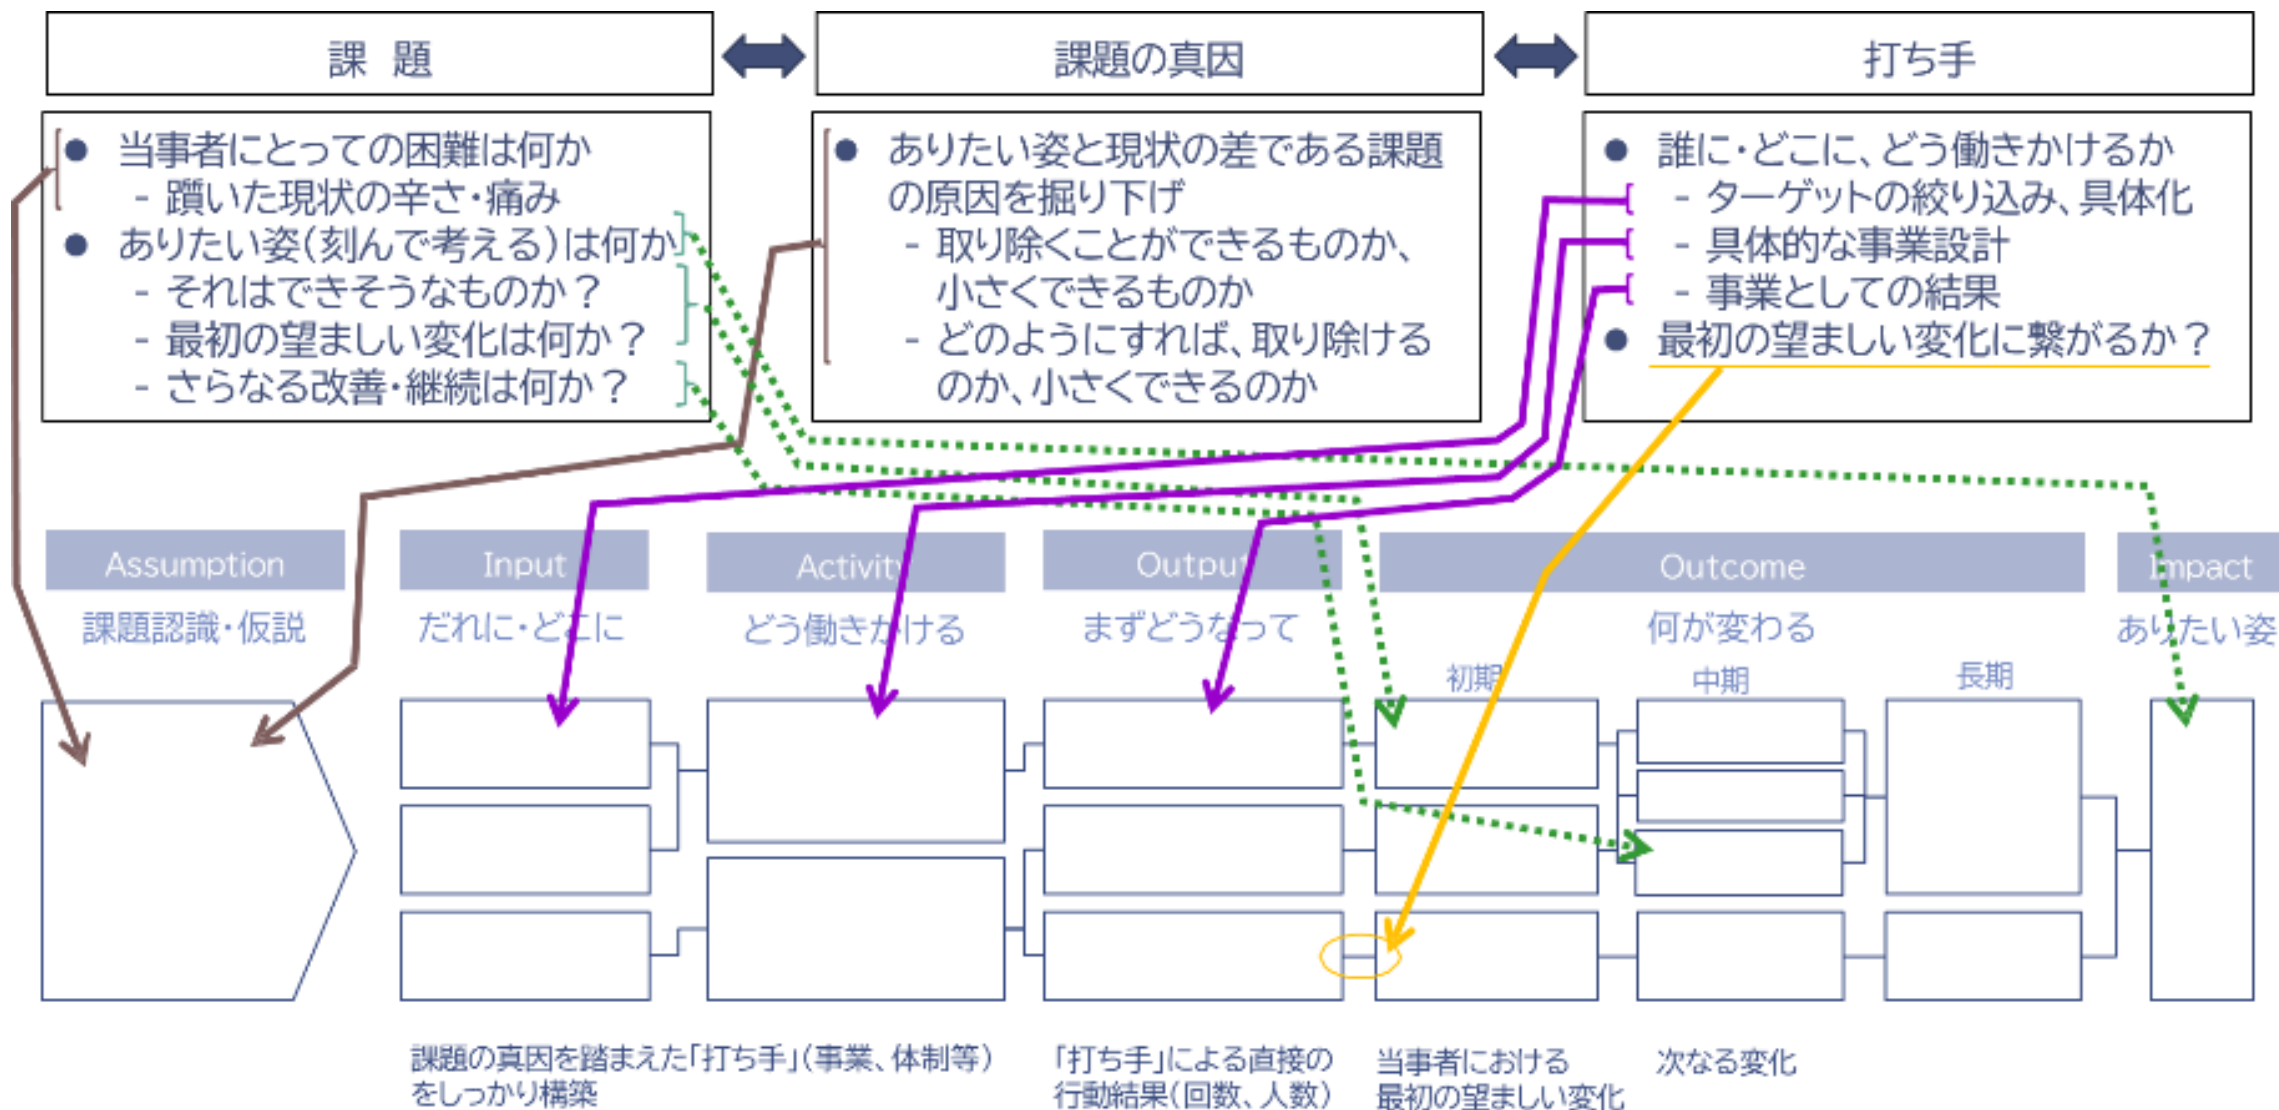 課 題
課題の真因
打ち手
● 当事者にとっての困難は何か
- 躓いた現状の辛さ・痛み
● ありたい姿(刻んで考える)は何か
- それはできそうなものか?
- 最初の望ましい変化は何か?
- さらなる改善・継続は何か?
● ありたい姿と現状の差である課題
の原因を掘り下げ
- 取り除くことができるものか、
小さくできるものか
- どのようにすれば、取り除ける
のか、小さくできるのか
● 誰に・どこに、どう働きかけるか
- ターゲットの絞り込み、具体化
- 具体的な事業設計
- 事業としての結果
● 最初の望ましい変化に繋がるか?
Assumption
Input
Activity
Output
Outcome
Impact
課題認識・仮説
だれに・どこに
どう働きかける
まずどうなって
何が変わる
ありたい姿
初期
中期
長期
課題の真因を踏まえた「打ち手」(事業、体制等)
をしっかり構築
「打ち手」による直接の
行動結果(回数、人数)
当事者における
最初の望ましい変化
次なる変化